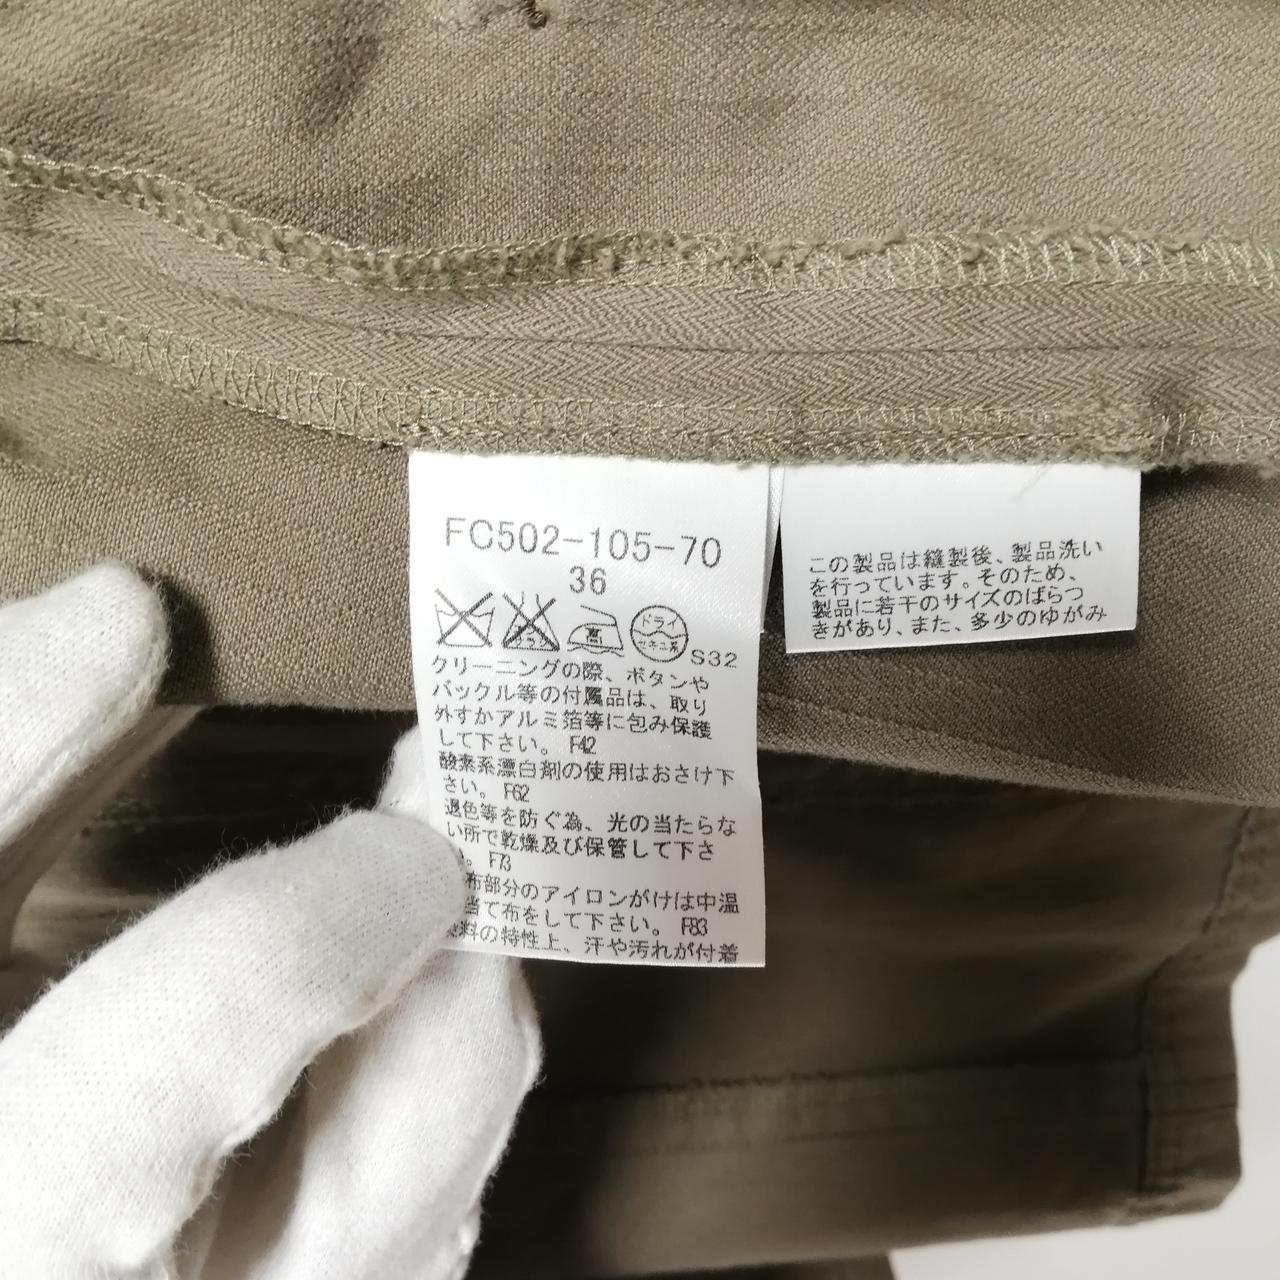 FC502-105-70
36
エンソ
サラシ
高
ドライ
セキユ系
S32
クリーニングの際、ボタンや
バックル等の付属品は、取り
外すかアルミ箔等に包み保護
して下さい。 F42
酸素系漂白剤の使用はおさけ下
さい。 F62
退色等を防ぐ為、光の当たらな
い所で乾燥及び保管して下さ
。 F73
布部分のアイロンがけは中温
当て布をして下さい。 F83
料の特性上、汗や汚れが付着
この製品は縫製後、製品洗い
を行っています。そのため、
製品に若干のサイズのばらつ
きがあり、また、多少のゆがみ